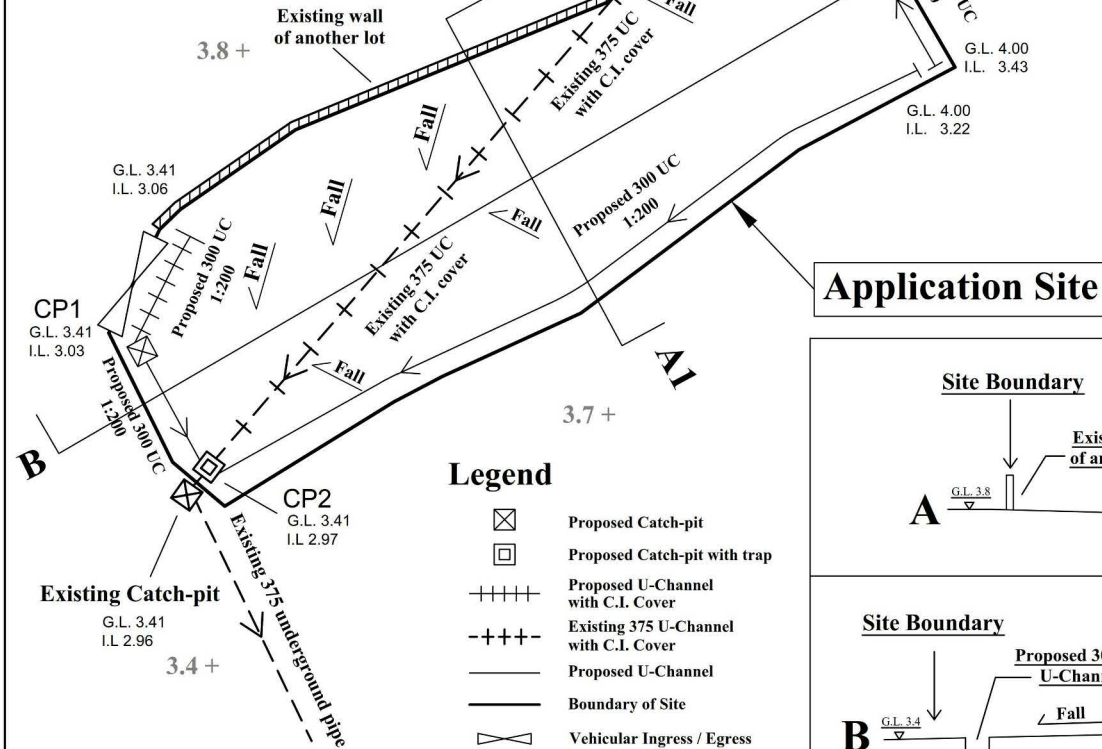 Existing wall
of another lot
3.8 +
Fall
Existing 375 UC
with C.I. cover
UC
G.L. 4.00
I.L. 3.43
G.L. 4.00
I.L. 3.22
Fall
G.L. 3.41
I.L. 3.06
Fall
Proposed 300 UC
1:200
Fall
Proposed 300 UC
1:200
Fall
Existing 375 UC
with C.I. cover
Application Site
CP1
G.L. 3.41
I.L. 3.03
Fall
A1
Proposed 300 UC
1:200
3.7 +
B
CP2
G.L. 3.41
I.L 2.97
Existing Catch-pit
G.L. 3.41
I.L 2.96
3.4 +
Existing 375 underground pipe
Legend
Proposed Catch-pit
Proposed Catch-pit with trap
Proposed U-Channel
with C.I. Cover
Existing 375 U-Channel
with C.I. Cover
Proposed U-Channel
Boundary of Site
Vehicular Ingress / Egress
Site Boundary
Exis
of an
G.L. 3.8
A
Site Boundary
Proposed 30
U-Chan
Fall
G.L. 3.4
B